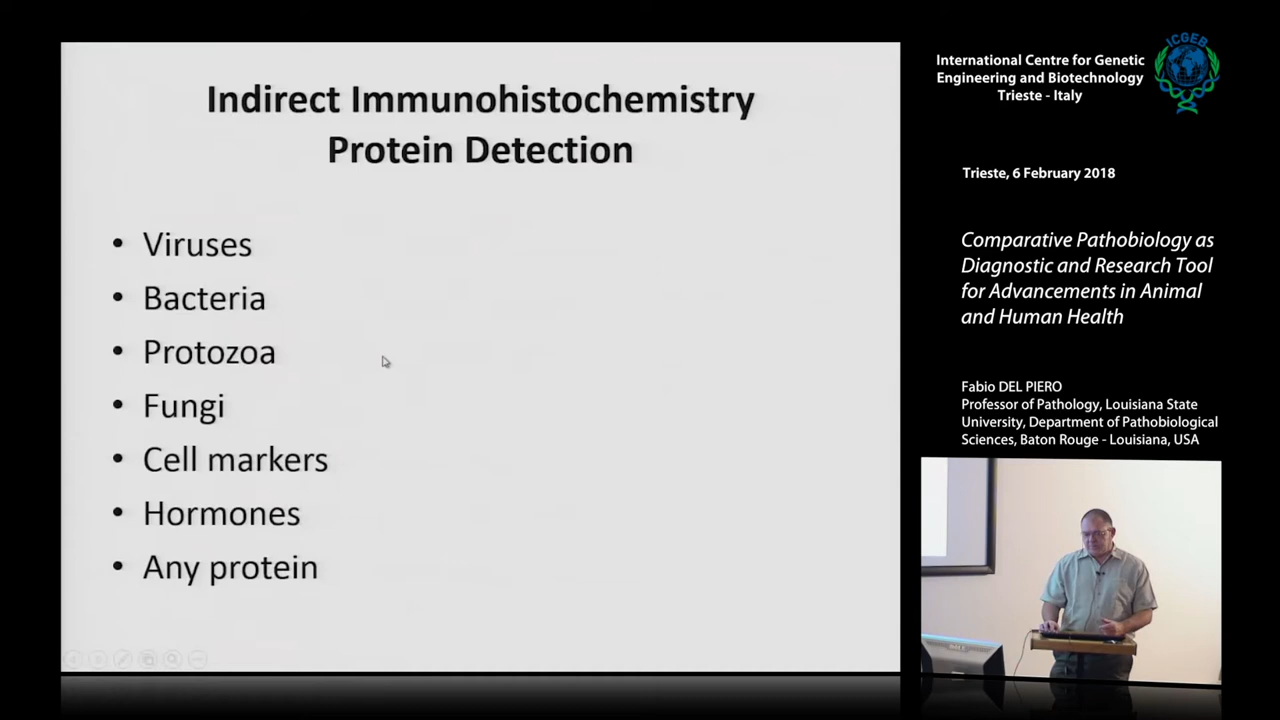 Indirect Immunohistochemistry
Protein Detection
• Viruses
• Bacteria
• Protozoa
• Fungi
• Cell markers
• Hormones
• Any protein
International Centre for Genetic
Engineering and Biotechnology
Trieste - Italy
ICGEB
Trieste, 6 February 2018
Comparative Pathobiology as
Diagnostic and Research Tool
for Advancements in Animal
and Human Health
Fabio DEL PIERO
Professor of Pathology, Louisiana State
University, Department of Pathobiological
Sciences, Baton Rouge - Louisiana, USA